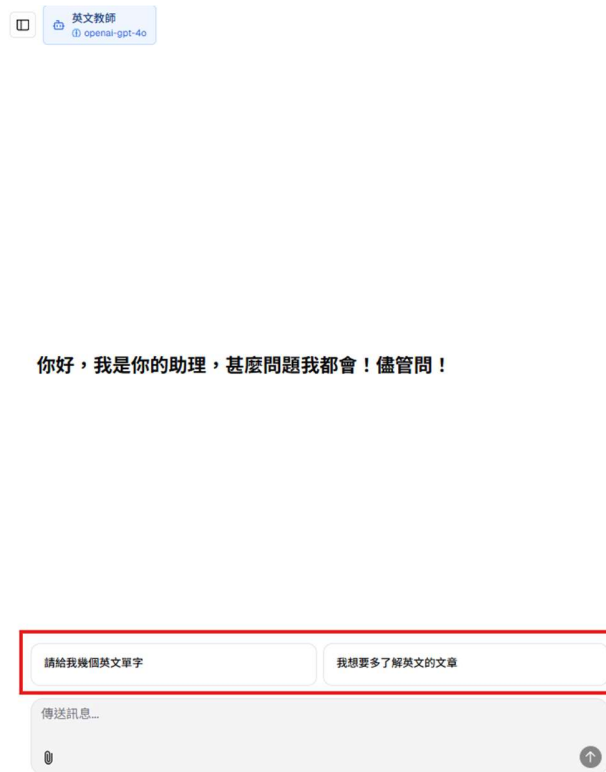 英文教師
openai-gpt-4o
你好，我是你的助理，甚麼問題我都會！儘管問！
請給我幾個英文單字
我想要多了解英文的文章
傳送訊息...